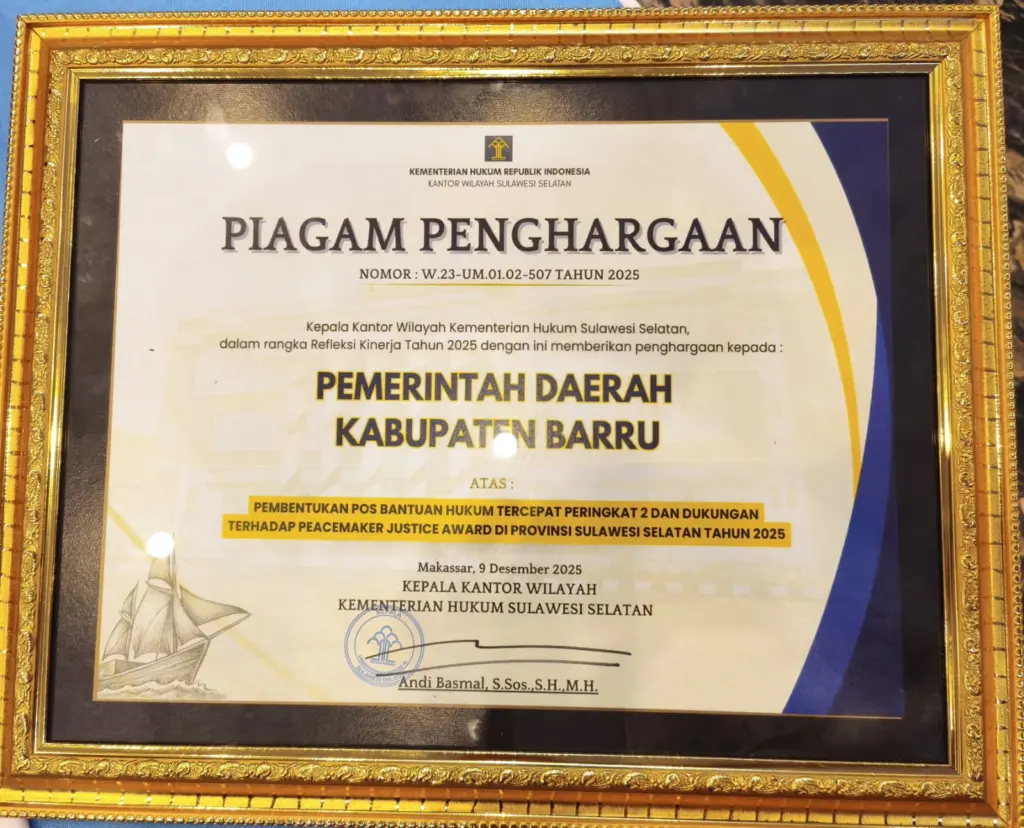 KEMENTERIAN HUKUM REPUBLIK INDONESIA
KANTOR WILAYAH SULAWESI SELATAN
PIAGAM PENGHARGAAN
NOMOR : W.23-UM.01.02-507 TAHUN 2025
Kepala Kantor Wilayah Kementerian Hukum Sulawesi Selatan,
dalam rangka Refleksi Kinerja Tahun 2025 dengan ini memberikan penghargaan kepada :
PEMERINTAH DAERAH
KABUPATEN BARRU
ATAS :
PEMBENTUKAN POS BANTUAN HUKUM TERCEPAT PERINGKAT 2 DAN DUKUNGAN
TERHADAP PEACEMAKER JUSTICE AWARD DI PROVINSI SULAWESI SELATAN TAHUN 2025
Makassar, 9 Desember 2025
KEPALA KANTOR WILAYAH
KEMENTERIAN HUKUM SULAWESI SELATAN
KEPALA
Andi Basmal, S.Sos.,S.H.,M.H.